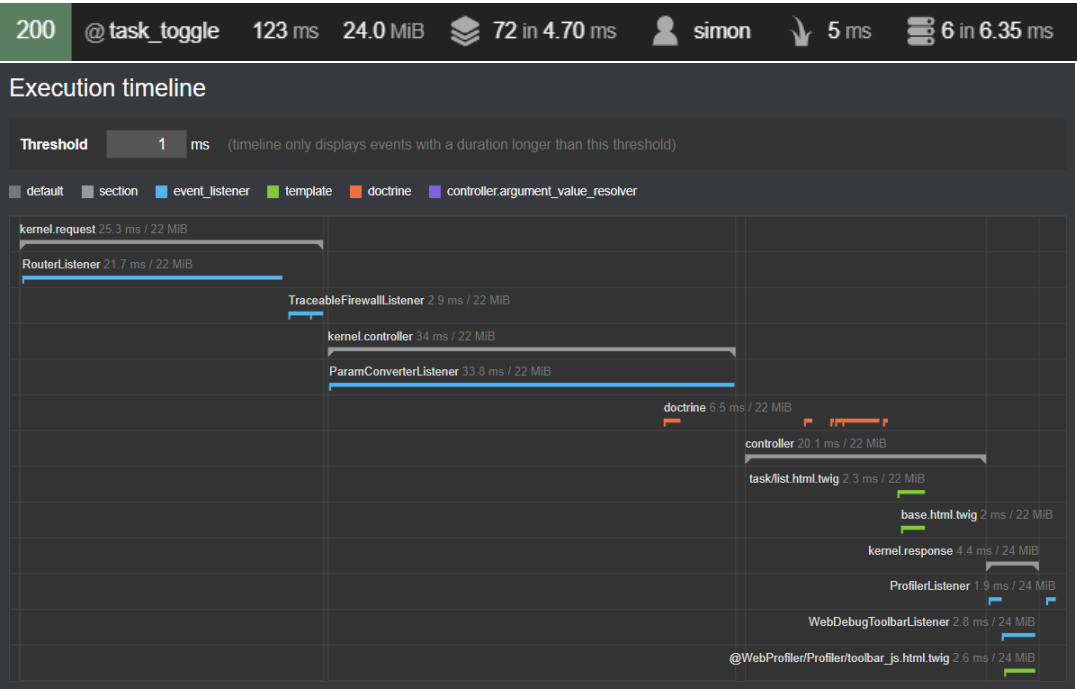 200 @ task_toggle 123 ms 24.0 MiB 72 in 4.70 ms simon 5 ms 6 in 6.35 ms
Execution timeline
Threshold 1 ms (timeline only displays events with a duration longer than this threshold)
default section event_listener template doctrine controller.argument_value_resolver
kernel.request 25.3 ms / 22 MiB
RouterListener 21.7 ms / 22 MiB
TraceableFirewallListener 2.9 ms / 22 MiB
kernel.controller 34 ms / 22 MiB
ParamConverterListener 33.8 ms / 22 MiB
doctrine 6.5 ms / 22 MiB
controller 20.1 ms / 22 MiB
task/list.html.twig 2.3 ms / 22 MiB
base.html.twig 2 ms / 22 MiB
kernel.response 4.4 ms / 24 MiB
ProfilerListener 1.9 ms / 24 MiB
WebDebugToolbarListener 2.8 ms / 24 MiB
@WebProfiler/Profiler/toolbar_js.html.twig 2.6 ms / 24 MiB